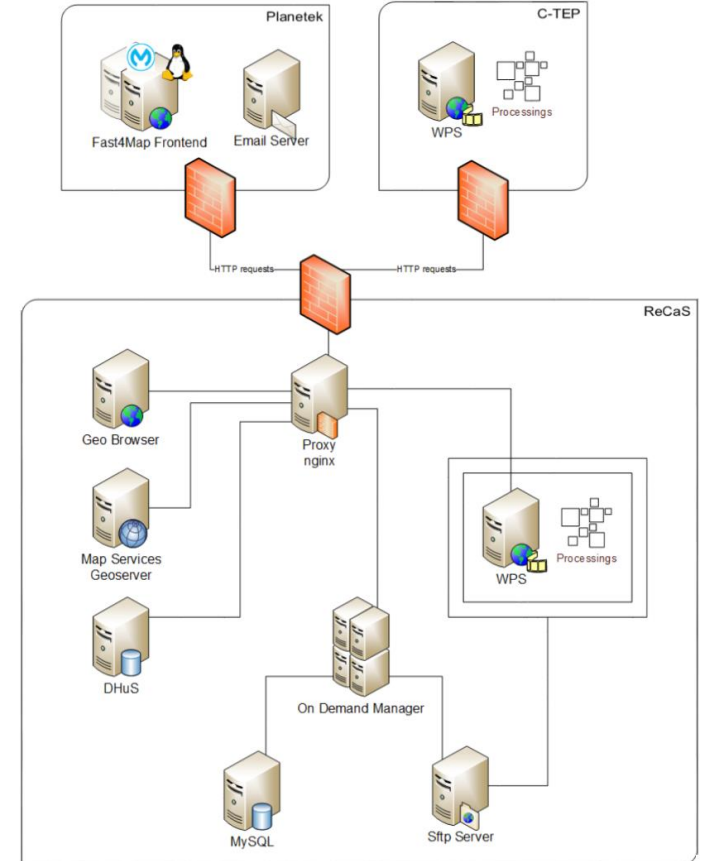 Planetek
C-TEP
Fast4Map Frontend
Email Server
WPS
Processings
HTTP requests
HTTP requests
ReCaS
Geo Browser
Proxy
nginx
Map Services
Geoserver
WPS
Processings
DHuS
On Demand Manager
MySQL
Sftp Server